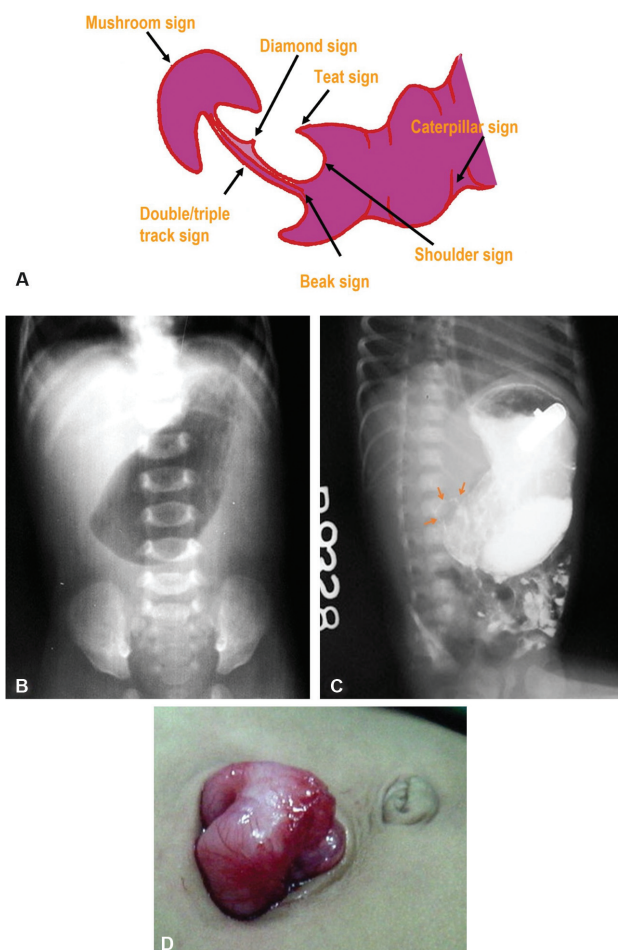 Mushroom sign
Diamond sign
Teat sign
Caterpillar sign
Double/triple
track sign
Shoulder sign
Beak sign
A
B
C
D